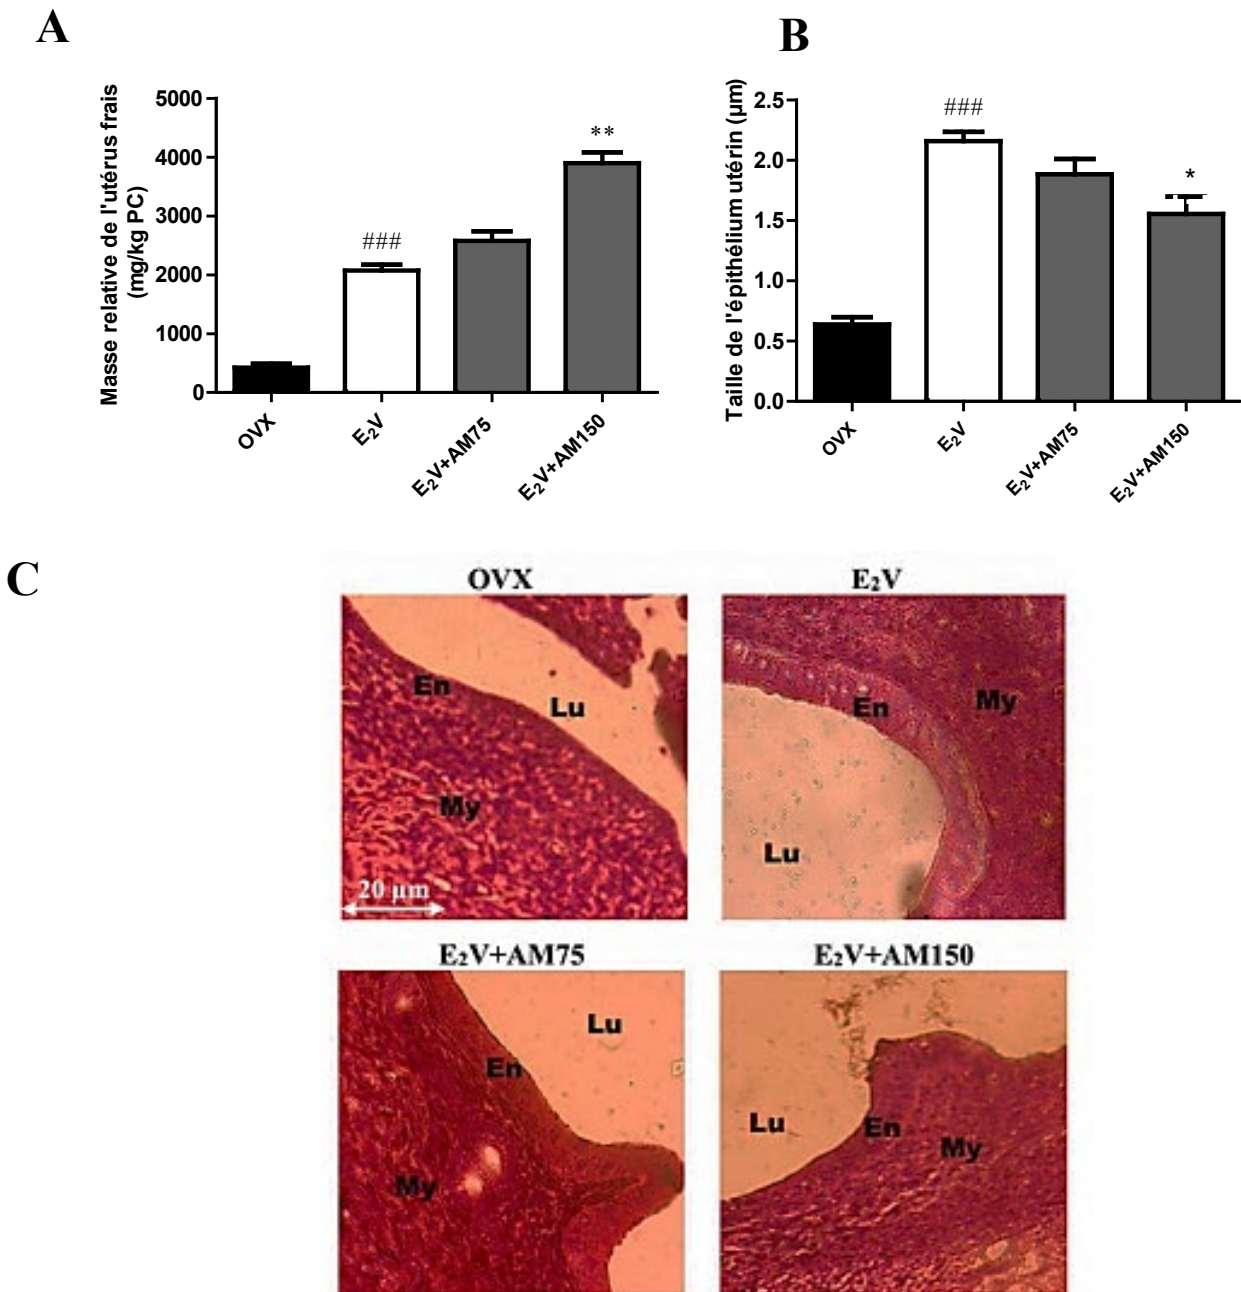 A
B
Masse relative de l'utérus frais
(mg/kg PC)
5000
4000
3000
2000
1000
0
###
**
OVX
E₂V
E₂V+AM75
E₂V+AM150
Taille de l'épithélium utérin (µm)
2.5
2.0
1.5
1.0
0.5
0.0
###
*
OVX
E₂V
E₂V+AM75
E₂V+AM150
C
OVX
E₂V
En
Lu
My
20 µm
En
My
Lu
E₂V+AM75
E₂V+AM150
Lu
En
My
Lu
En
My